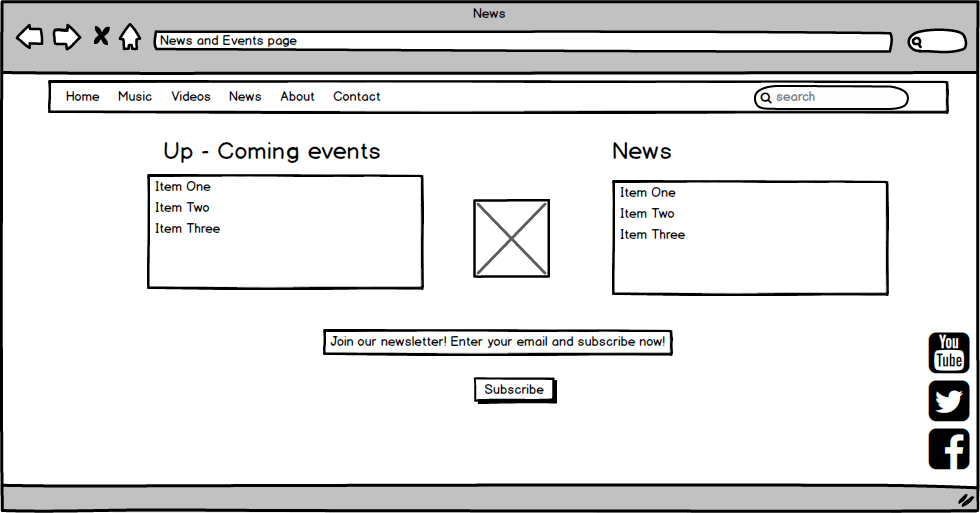 News
News and Events page
Home Music Videos News About Contact search
Up - Coming events
Item One
Item Two
Item Three
News
Item One
Item Two
Item Three
Join our newsletter! Enter your email and subscribe now!
Subscribe
You
Tube